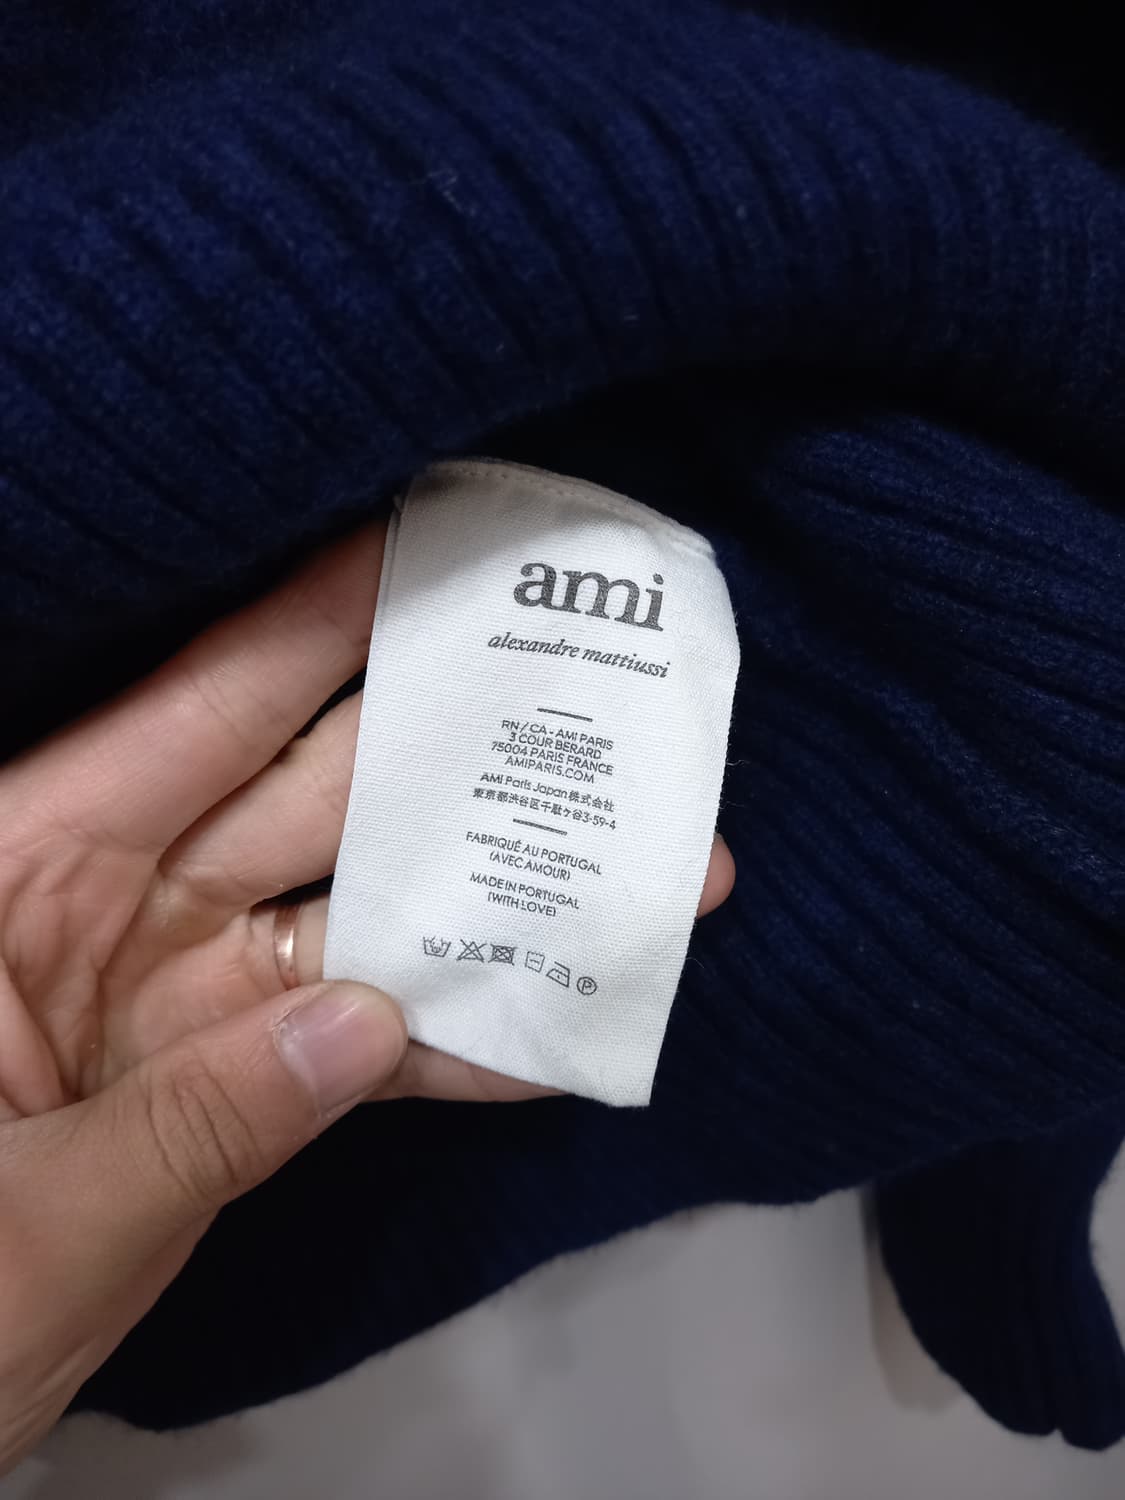 ami
alexandre mattiussi
RN / CA - AMI PARIS
3 COUR BERARD
75004 PARIS FRANCE
AMIPARIS.COM
AMI Paris Japan株式会社
東京都渋谷区千駄ヶ谷3-59-4
FABRIQUÉ AU PORTUGAL
(AVEC AMOUR)
MADE IN PORTUGAL
(WITH LOVE)
P